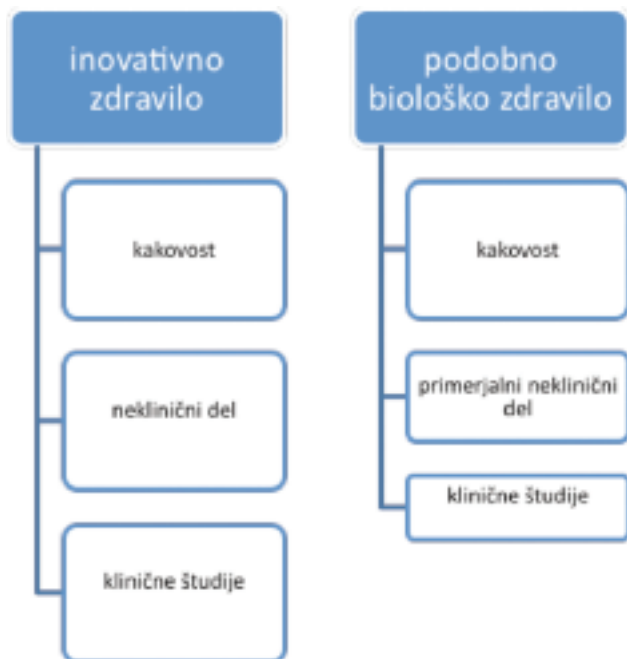 inovativno
zdravilo
kakovost
neklinični del
klinične študije
podobno
biološko zdravilo
kakovost
primerjalni neklinični
del
klinične študije